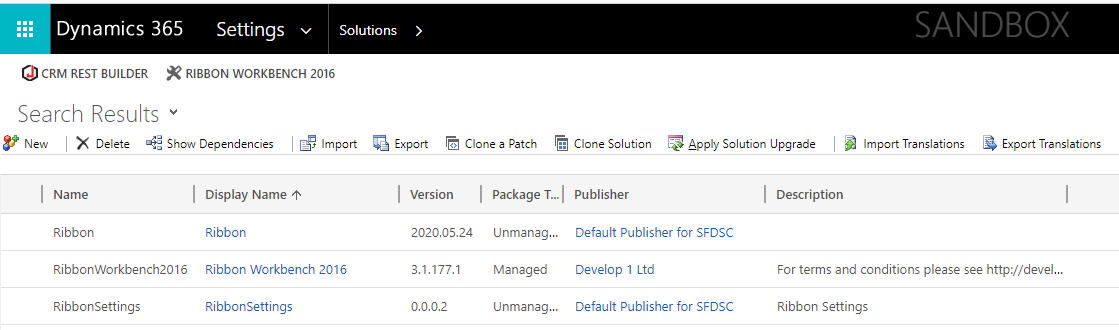 Dynamics 365 Settings Solutions SANDBOX
CRM REST BUILDER RIBBON WORKBENCH 2016
Search Results
New Delete Show Dependencies Import Export Clone a Patch Clone Solution Apply Solution Upgrade Import Translations Export Translations
Name Display Name ↑ Version Package T... Publisher Description
Ribbon Ribbon 2020.05.24 Unmanag... Default Publisher for SFDSC
RibbonWorkbench2016 Ribbon Workbench 2016 3.1.177.1 Managed Develop 1 Ltd For terms and conditions please see http://devel...
RibbonSettings RibbonSettings 0.0.0.2 Unmanag... Default Publisher for SFDSC Ribbon Settings